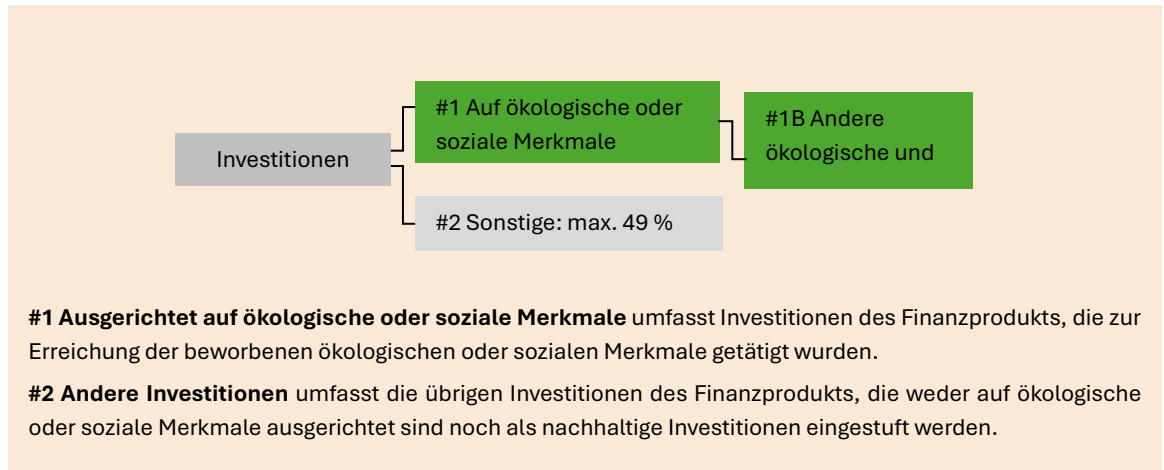 #1 Auf ökologische oder
soziale Merkmale
#1B Andere
ökologische und
Investitionen
#2 Sonstige: max. 49 %
#1 Ausgerichtet auf ökologische oder soziale Merkmale umfasst Investitionen des Finanzprodukts, die zur
Erreichung der beworbenen ökologischen oder sozialen Merkmale getätigt wurden.
#2 Andere Investitionen umfasst die übrigen Investitionen des Finanzprodukts, die weder auf ökologische
oder soziale Merkmale ausgerichtet sind noch als nachhaltige Investitionen eingestuft werden.